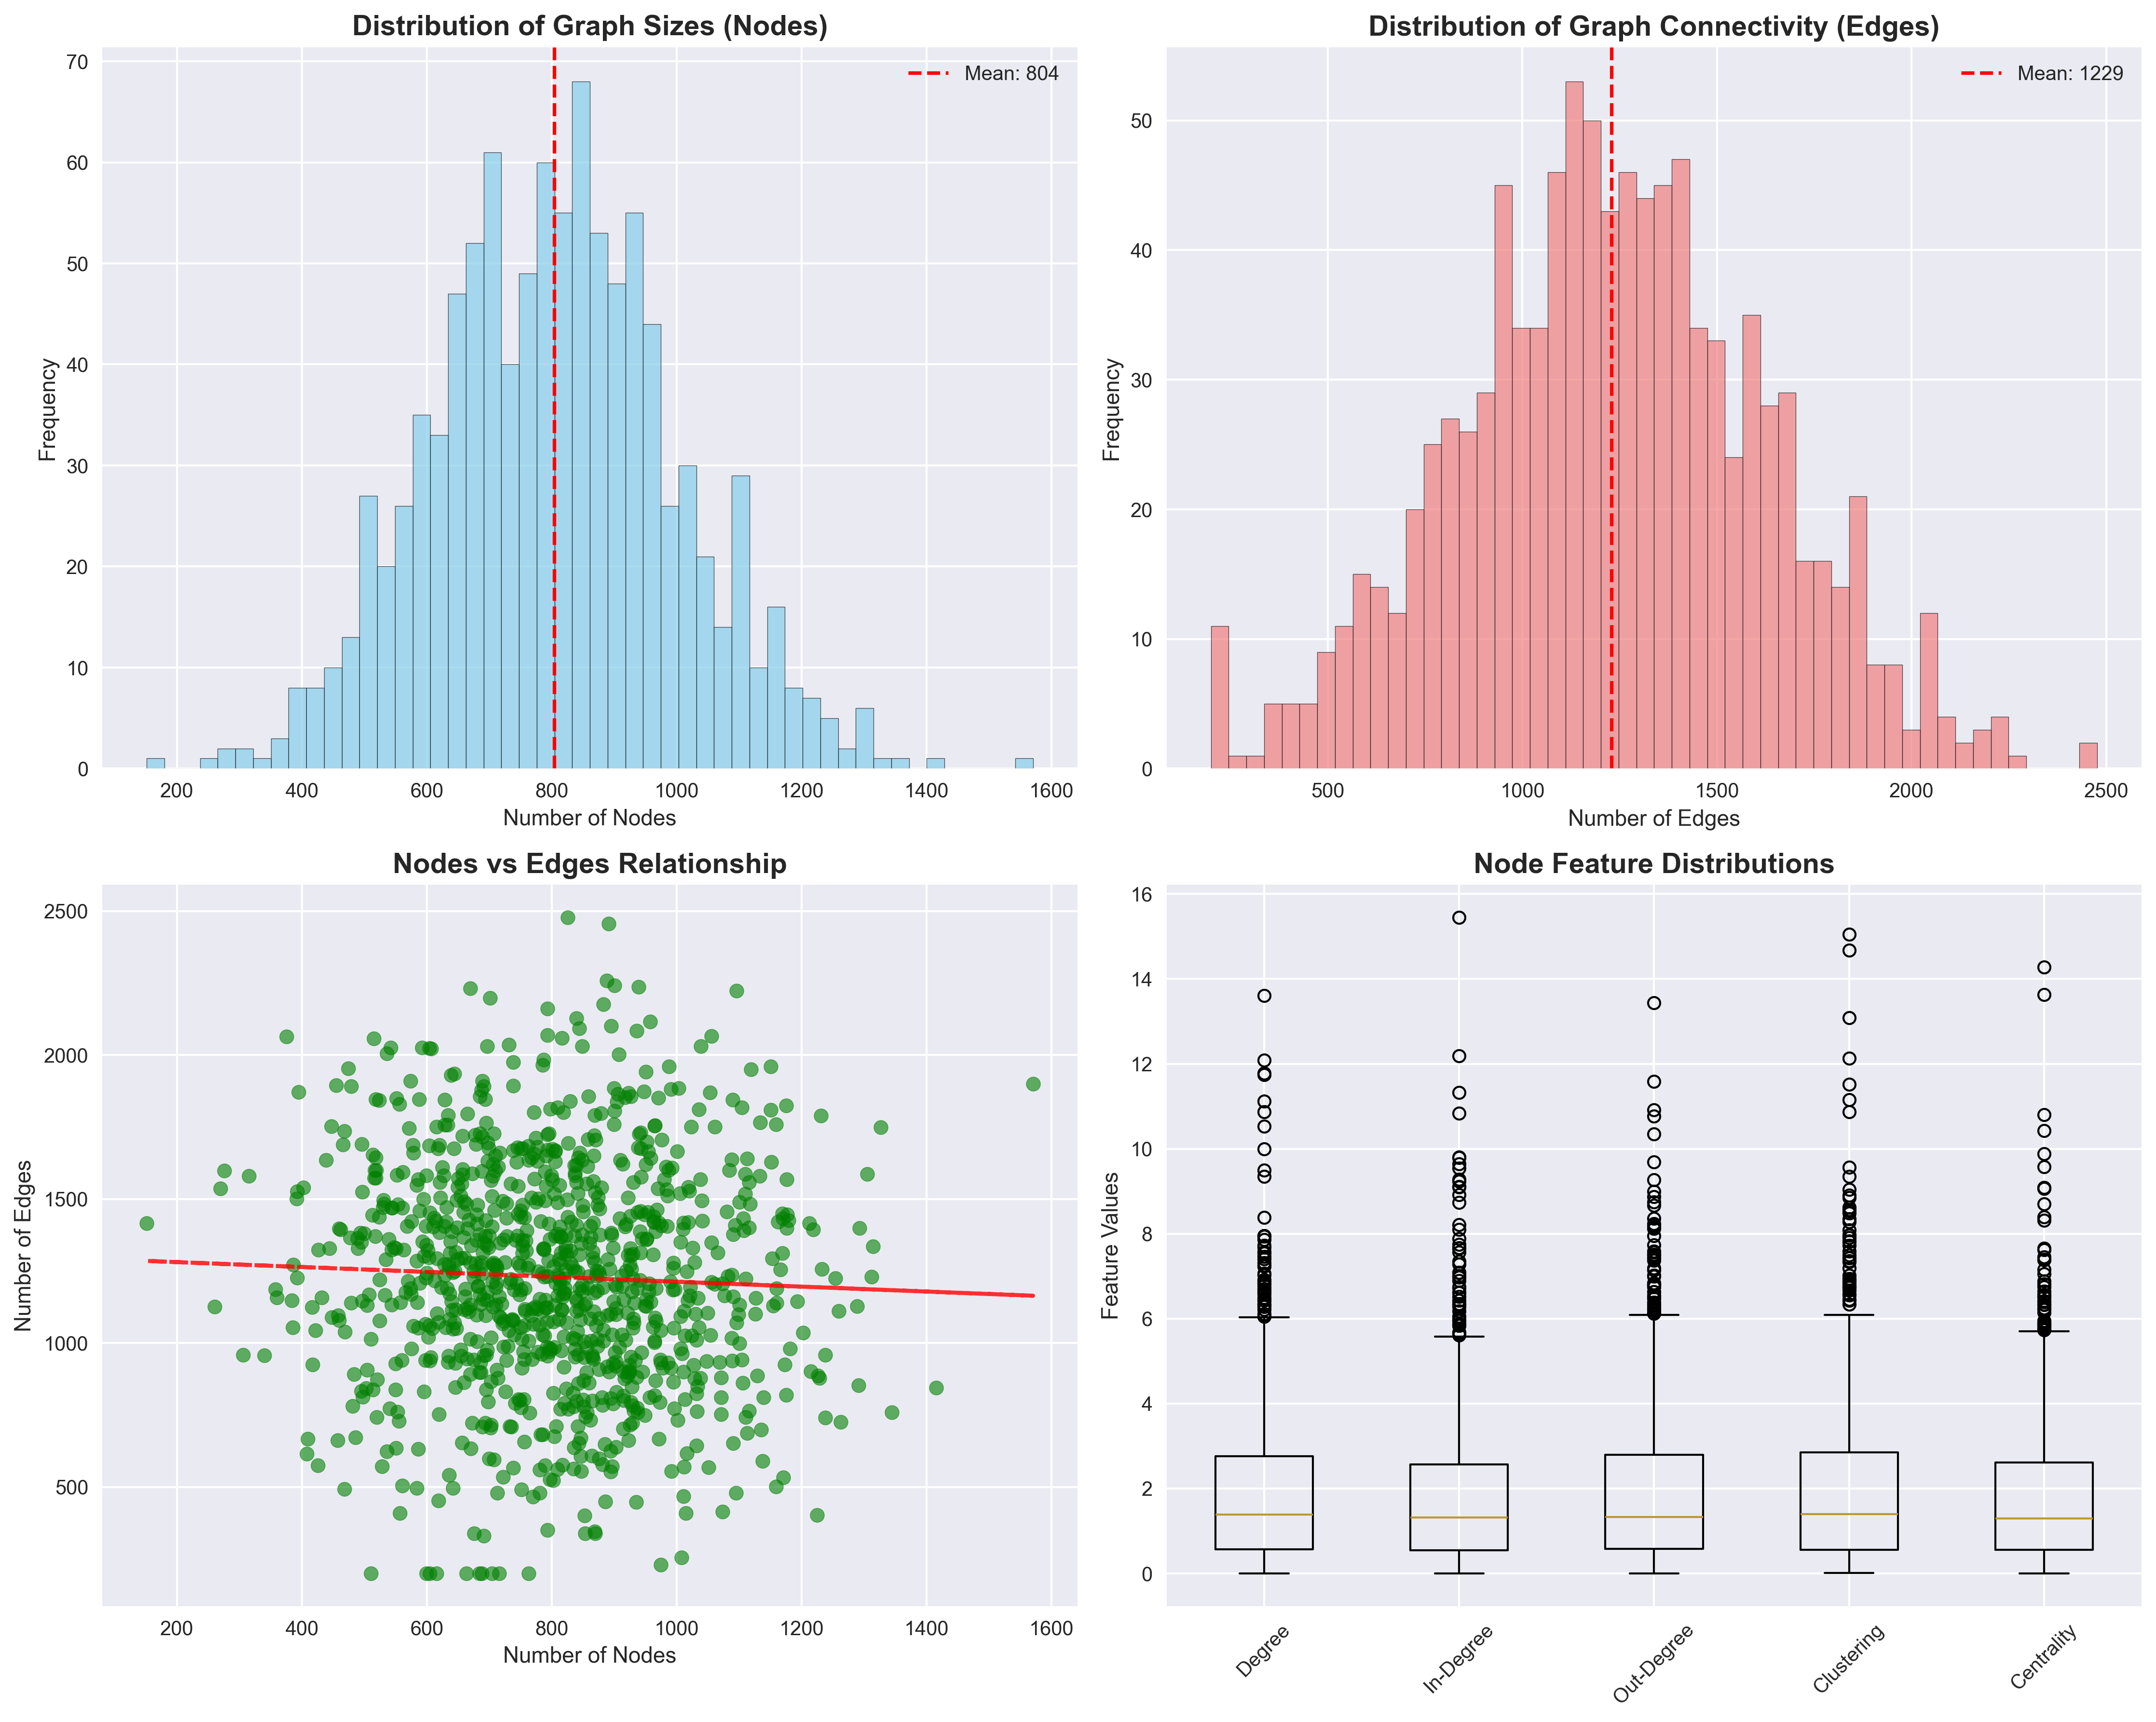 Distribution of Graph Sizes (Nodes)
Mean: 804
Frequency
70
60
50
40
30
20
10
0
200 400 600 800 1000 1200 1400 1600
Number of Nodes
Distribution of Graph Connectivity (Edges)
Mean: 1229
Frequency
50
40
30
20
10
0
500 1000 1500 2000 2500
Number of Edges
Nodes vs Edges Relationship
Number of Edges
2500
2000
1500
1000
500
200 400 600 800 1000 1200 1400 1600
Number of Nodes
Node Feature Distributions
Feature Values
16
14
12
10
8
6
4
2
0
Degree In-Degree Out-Degree Clustering Centrality